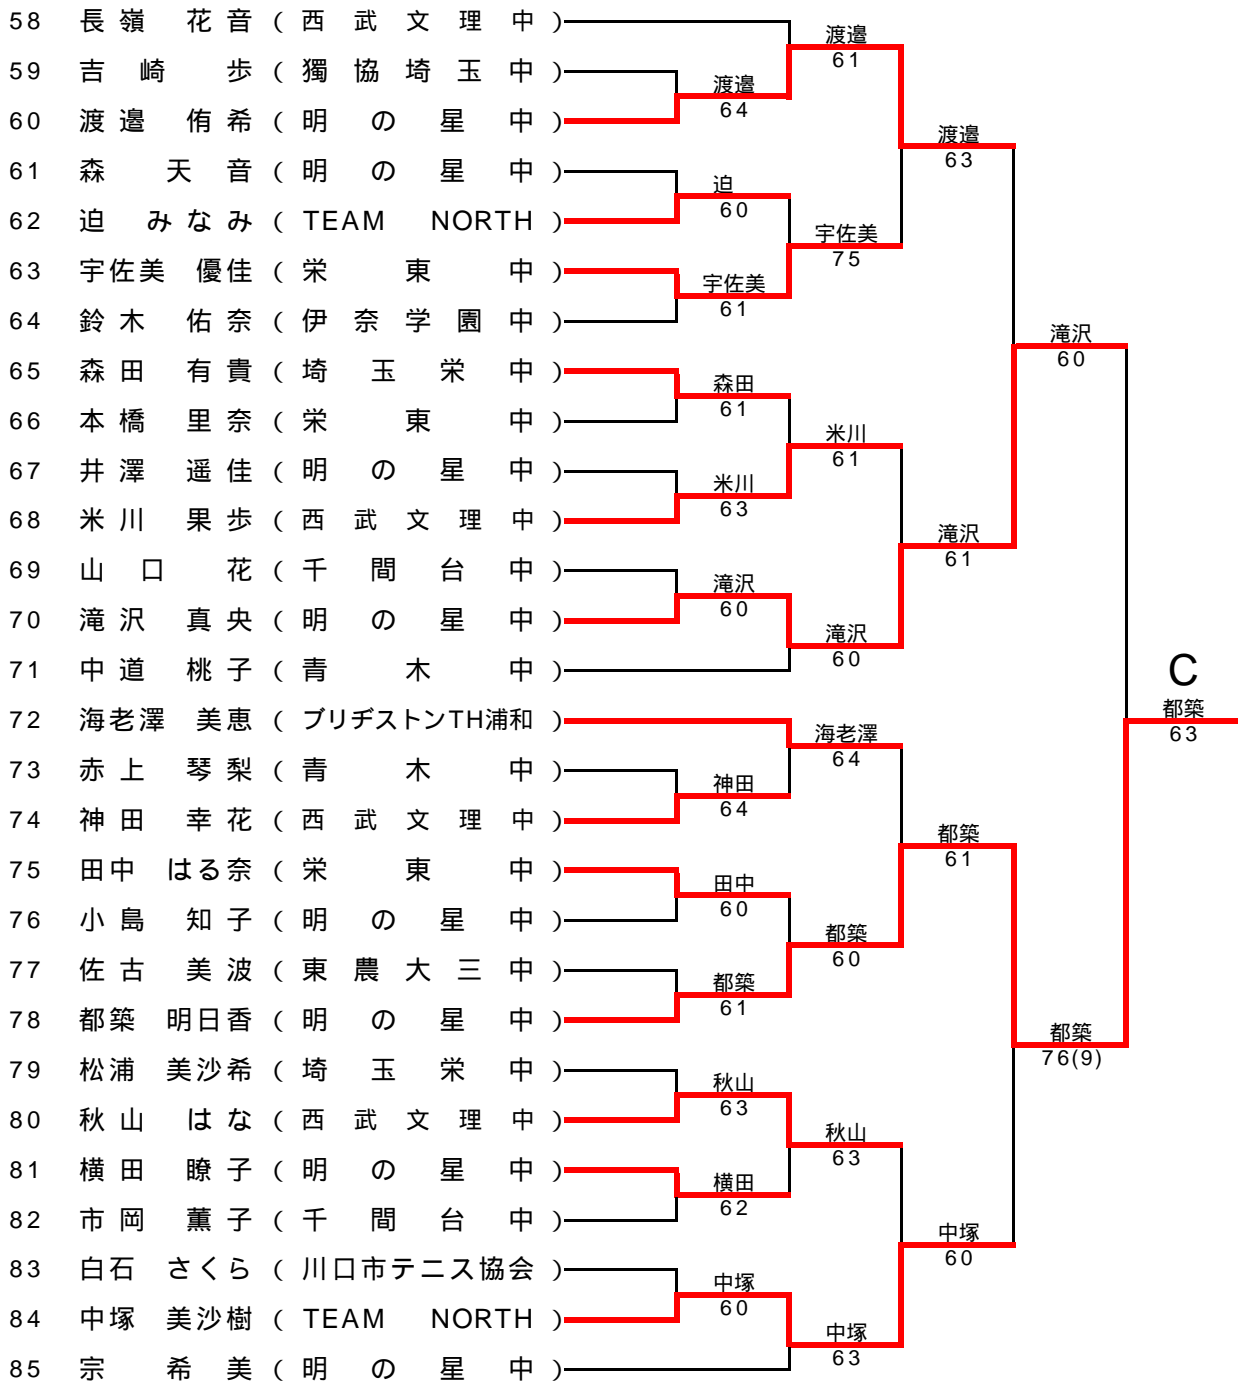 58 長嶺 花音 ( 西武文理中 )
渡邉
61
59 吉崎 歩 ( 獨協埼玉中 )
渡邉
64
60 渡邉 侑希 ( 明の星中 )
渡邉
63
61 森 天音 ( 明の星中 )
迫
60
62 迫 みなみ ( TEAM NORTH )
宇佐美
75
63 宇佐美 優佳 ( 栄東中 )
宇佐美
61
64 鈴木 佑奈 ( 伊奈学園中 )
滝沢
60
65 森田 有貴 ( 埼玉栄中 )
森田
61
66 本橋 里奈 ( 栄東中 )
米川
61
67 井澤 遥佳 ( 明の星中 )
米川
63
68 米川 果歩 ( 西武文理中 )
滝沢
61
69 山口 花 ( 千間台中 )
滝沢
60
70 滝沢 真央 ( 明の星中 )
滝沢
60
71 中道 桃子 ( 青木中 )
C
都築
63
72 海老澤 美恵 ( ブリヂストンTH浦和 )
海老澤
64
73 赤上 琴梨 ( 青木中 )
神田
64
74 神田 幸花 ( 西武文理中 )
都築
61
75 田中 はる奈 ( 栄東中 )
田中
60
76 小島 知子 ( 明の星中 )
都築
60
77 佐古 美波 ( 東農大三中 )
都築
61
78 都築 明日香 ( 明の星中 )
都築
76(9)
79 松浦 美沙希 ( 埼玉栄中 )
秋山
63
80 秋山 はな ( 西武文理中 )
秋山
63
81 横田 瞭子 ( 明の星中 )
横田
62
82 市岡 薫子 ( 千間台中 )
中塚
60
83 白石 さくら ( 川口市テニス協会 )
中塚
60
84 中塚 美沙樹 ( TEAM NORTH )
中塚
63
85 宗 希美 ( 明の星中 )